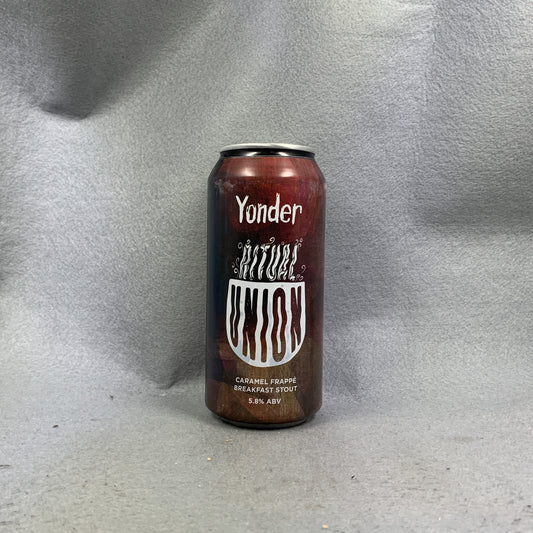 Yonder
RITUAL
UNION
CARAMEL FRAPPÉ
BREAKFAST STOUT
5.8% ABV